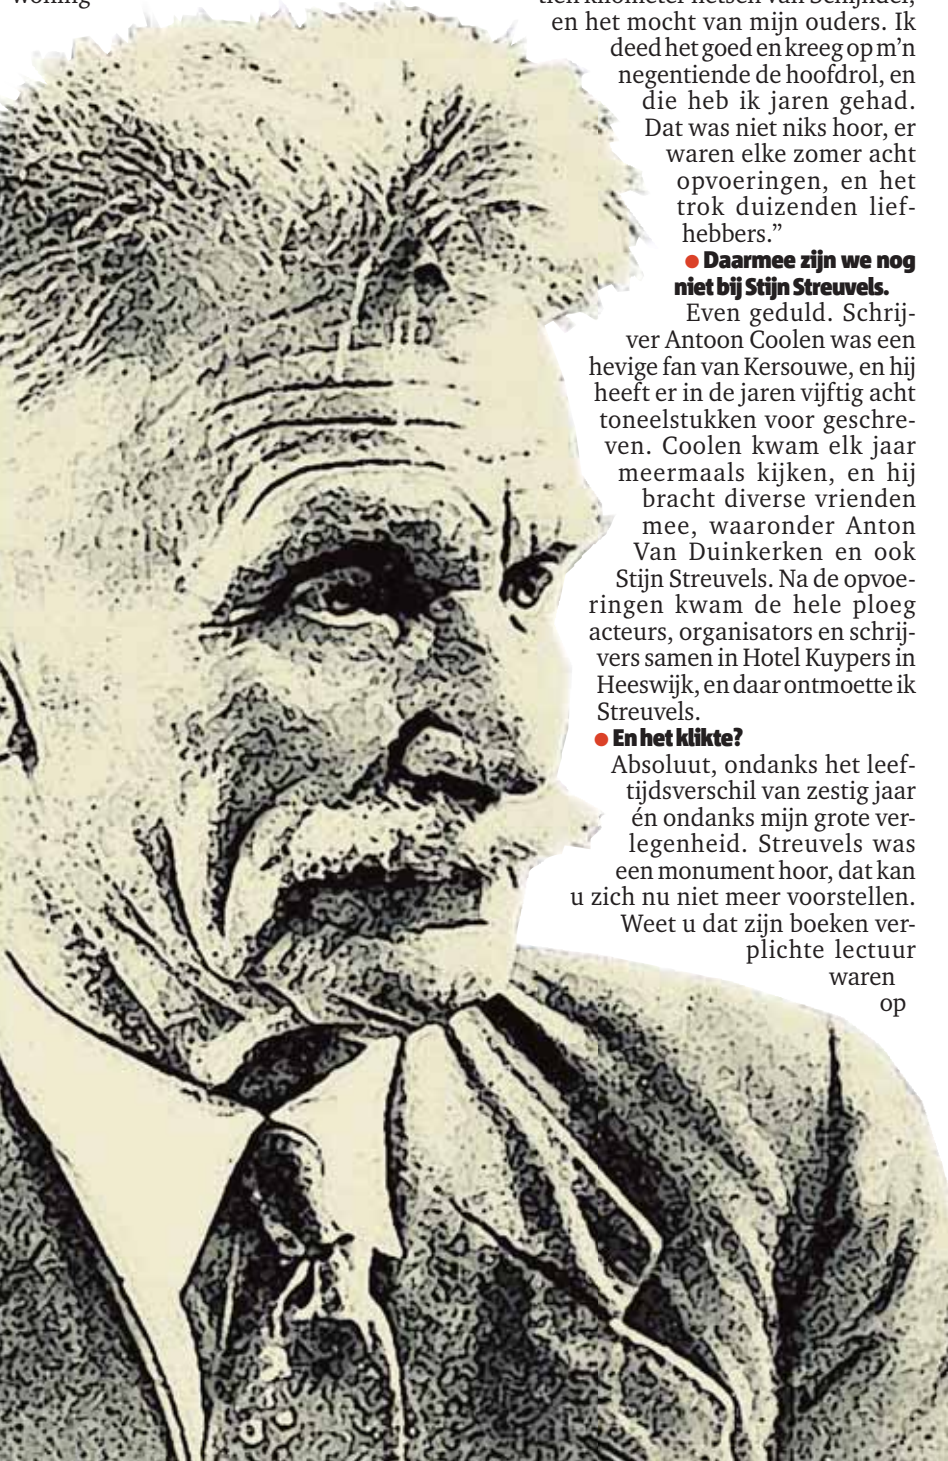 woning
tien kilometer fietsen van Schijndel,
en het mocht van mijn ouders. Ik
deed het goed en kreeg op m’n
negentiende de hoofdrol, en
die heb ik jaren gehad.
Dat was niet niks hoor, er
waren elke zomer acht
opvoeringen, en het
trok duizenden lief-
hebbers.”
● Daarmee zijn we nog
niet bij Stijn Streuvels.
Even geduld. Schrij-
ver Antoon Coolen was een
hevige fan van Kersouwe, en hij
heeft er in de jaren vijftig acht
toneelstukken voor geschre-
ven. Coolen kwam elk jaar
meermaals kijken, en hij
bracht diverse vrienden
mee, waaronder Anton
Van Duinkerken en ook
Stijn Streuvels. Na de opvoe-
ringen kwam de hele ploeg
acteurs, organisators en schrij-
vers samen in Hotel Kuypers in
Heeswijk, en daar ontmoette ik
Streuvels.
● En het klikte?
Absoluut, ondanks het leef-
tijdsverschil van zestig jaar
én ondanks mijn grote ver-
legenheid. Streuvels was
een monument hoor, dat kan
u zich nu niet meer voorstellen.
Weet u dat zijn boeken ver-
plichte lectuur
waren
op